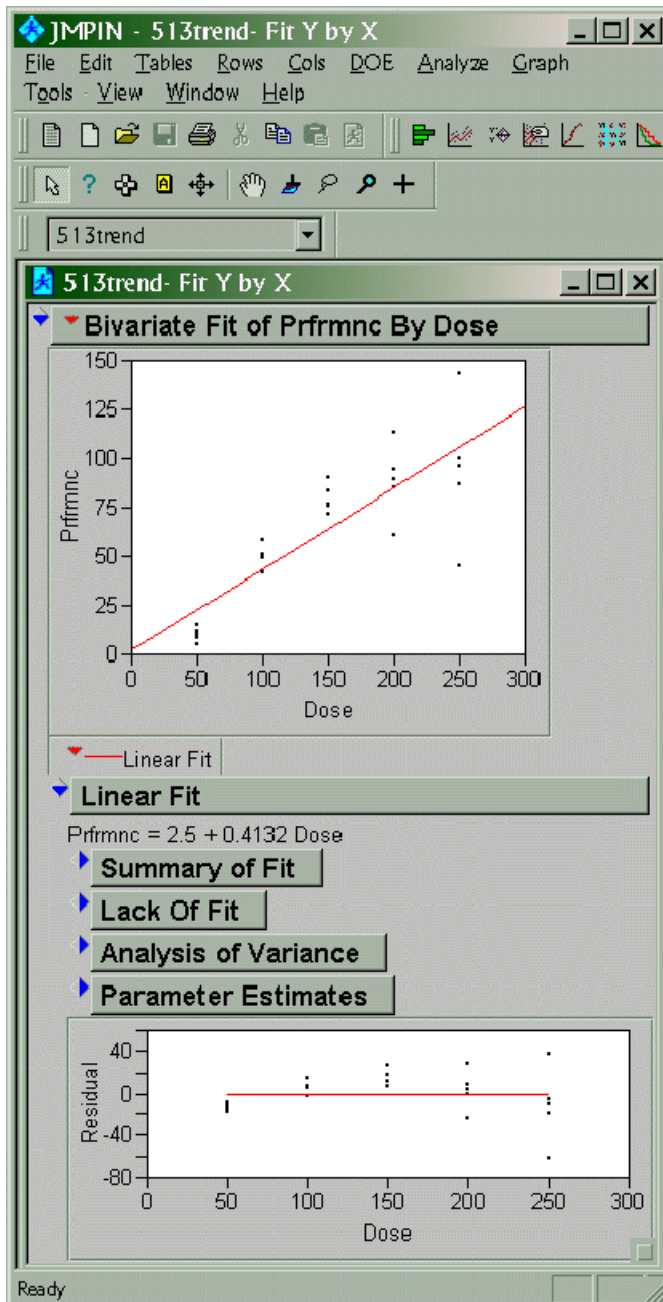 JMPIN - 513trend- Fit Y by X
File Edit Tables Rows Cols DOE Analyze Graph
Tools View Window Help
?
A
513trend
513trend- Fit Y by X
Bivariate Fit of Prfrmnc By Dose
150
125
100
75
50
25
0
Prfrmnc
0 50 100 150 200 250 300
Dose
Linear Fit
Linear Fit
Prfrmnc = 2.5 + 0.4132 Dose
Summary of Fit
Lack Of Fit
Analysis of Variance
Parameter Estimates
40
0
-40
-80
Residual
0 50 100 150 200 250 300
Dose
Ready